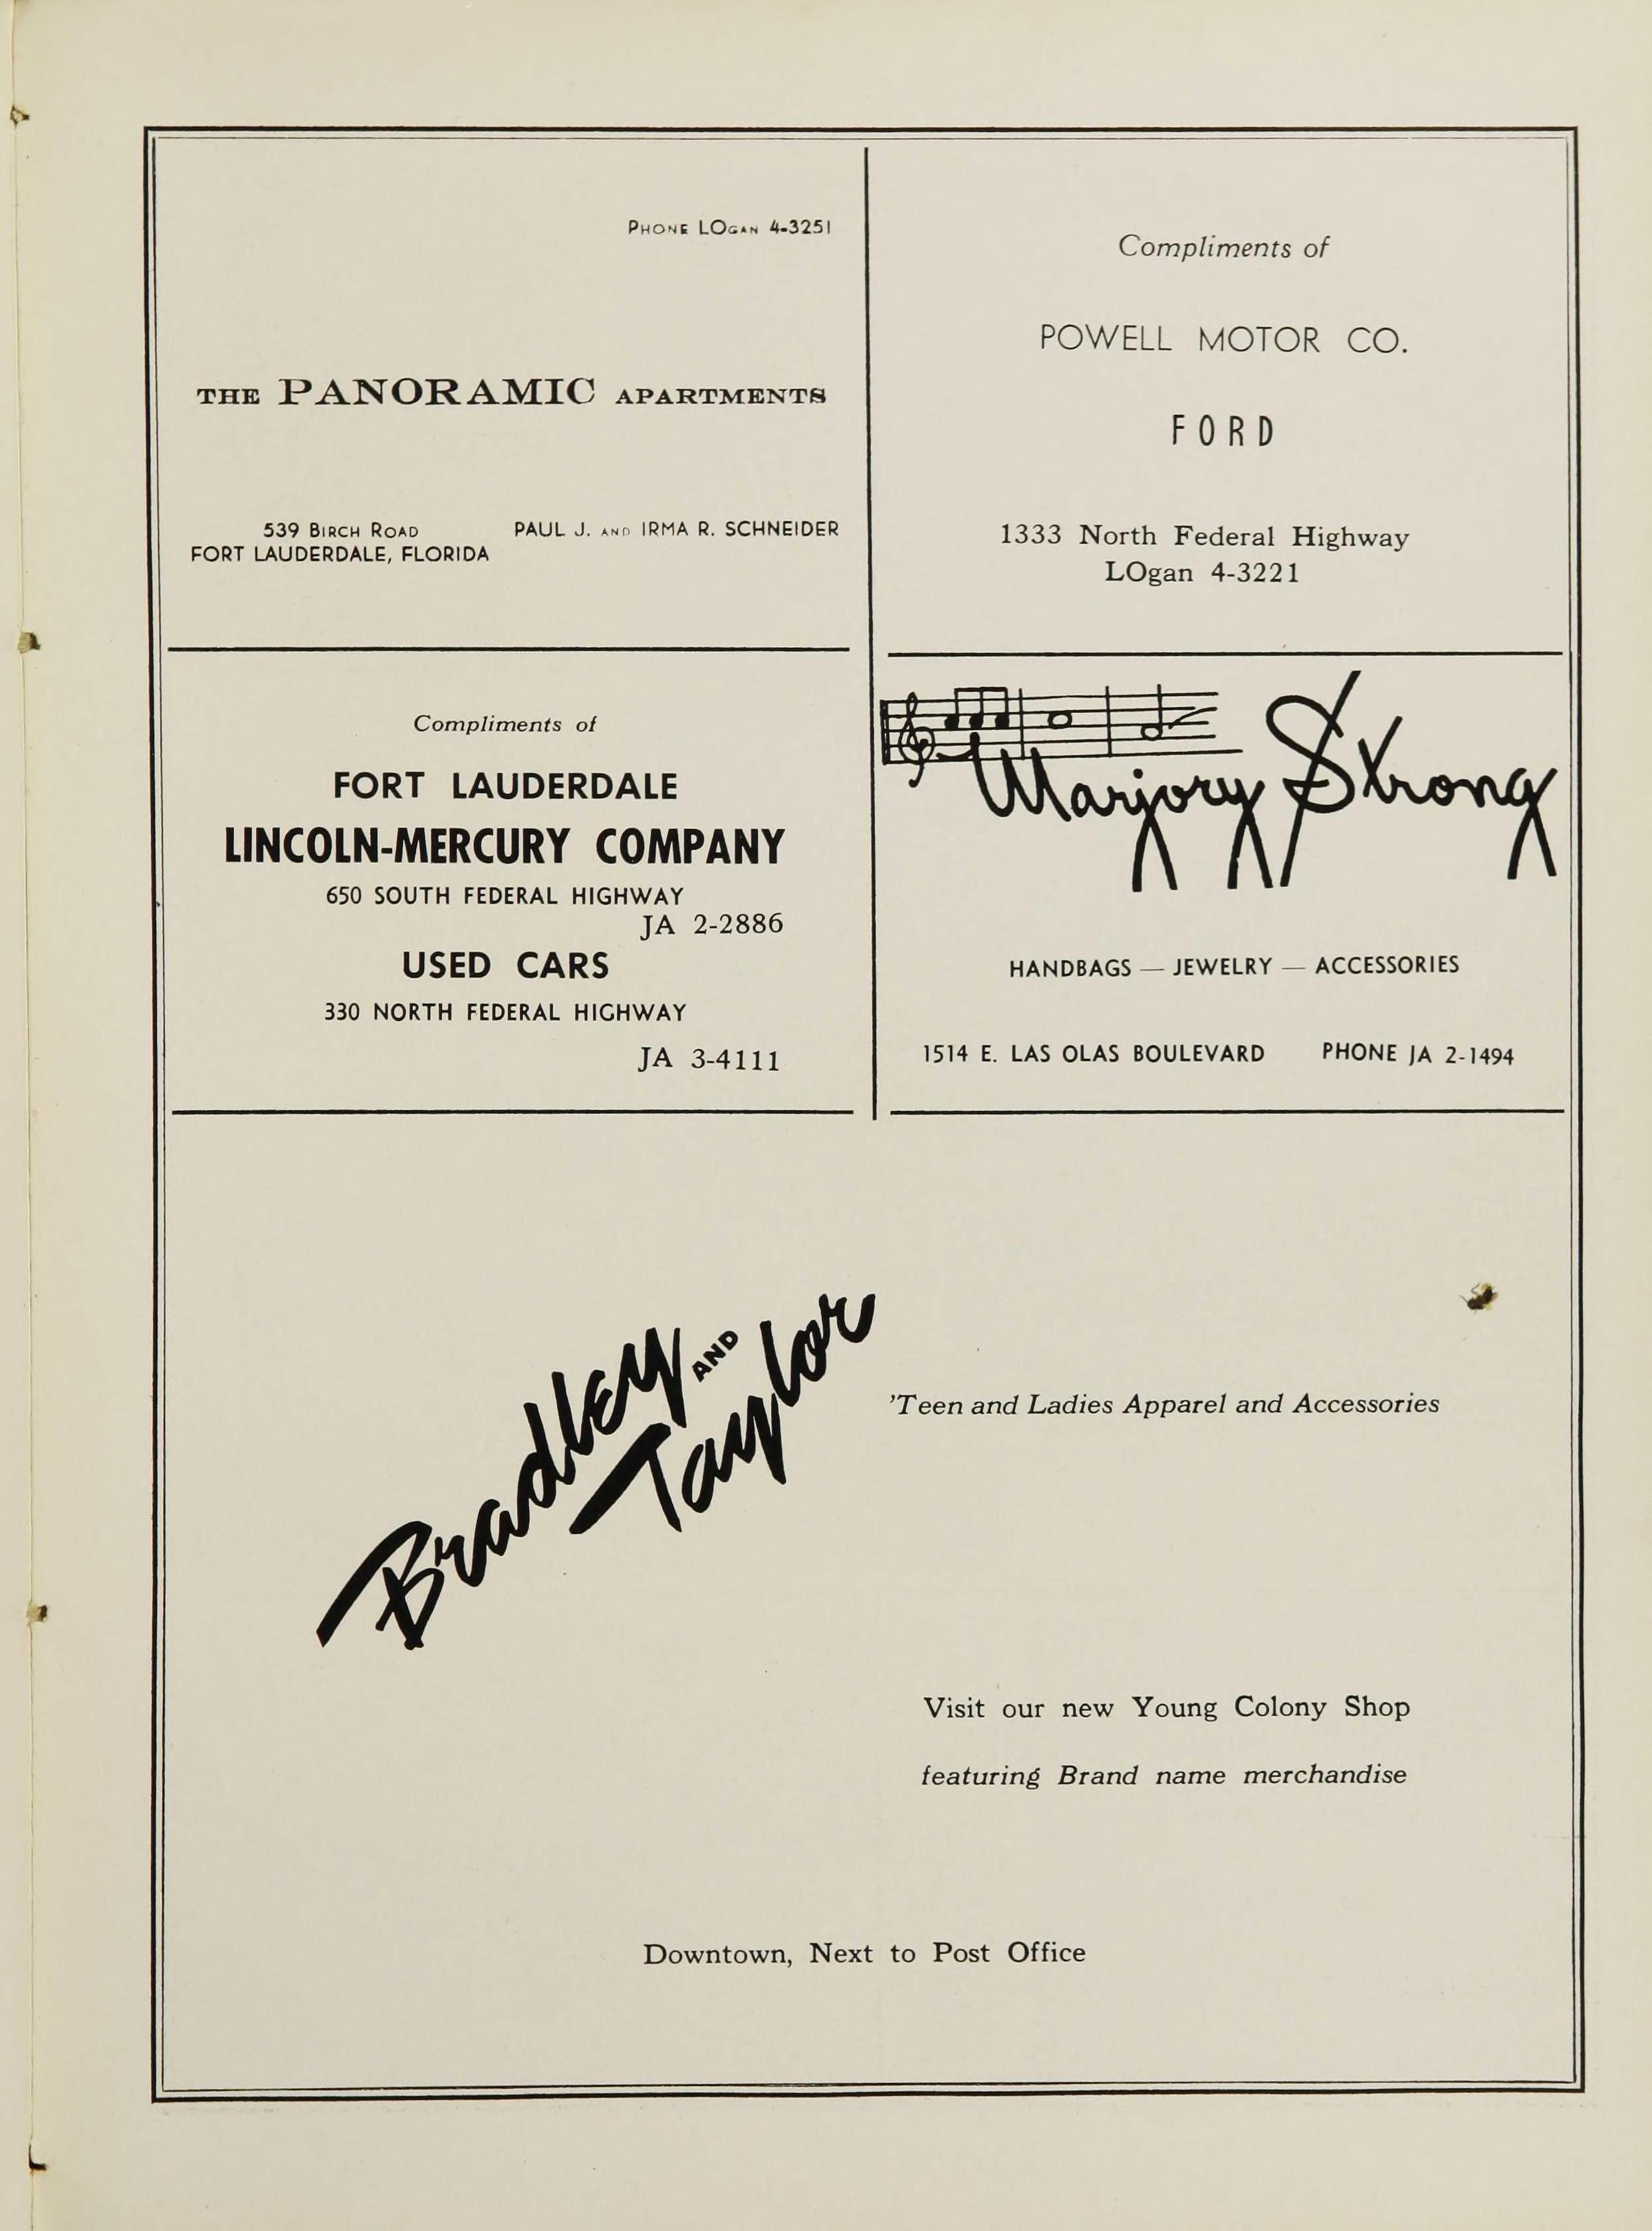 PHONE LOGAN 4-3251
THE PANORAMIC APARTMENTS
539 BIRCH ROAD
FORT LAUDERDALE, FLORIDA
PAUL J. AND IRMA R. SCHNEIDER
Compliments of
POWELL MOTOR CO.
FORD
1333 North Federal Highway
LOgan 4-3221
Compliments of
FORT LAUDERDALE
LINCOLN-MERCURY COMPANY
650 SOUTH FEDERAL HIGHWAY
JA 2-2886
USED CARS
330 NORTH FEDERAL HIGHWAY
JA 3-4111
Marjory Strong
HANDBAGS — JEWELRY — ACCESSORIES
1514 E. LAS OLAS BOULEVARD PHONE JA 2-1494
Bradley AND
Taylor
'Teen and Ladies Apparel and Accessories
Visit our new Young Colony Shop
featuring Brand name merchandise
Downtown, Next to Post Office